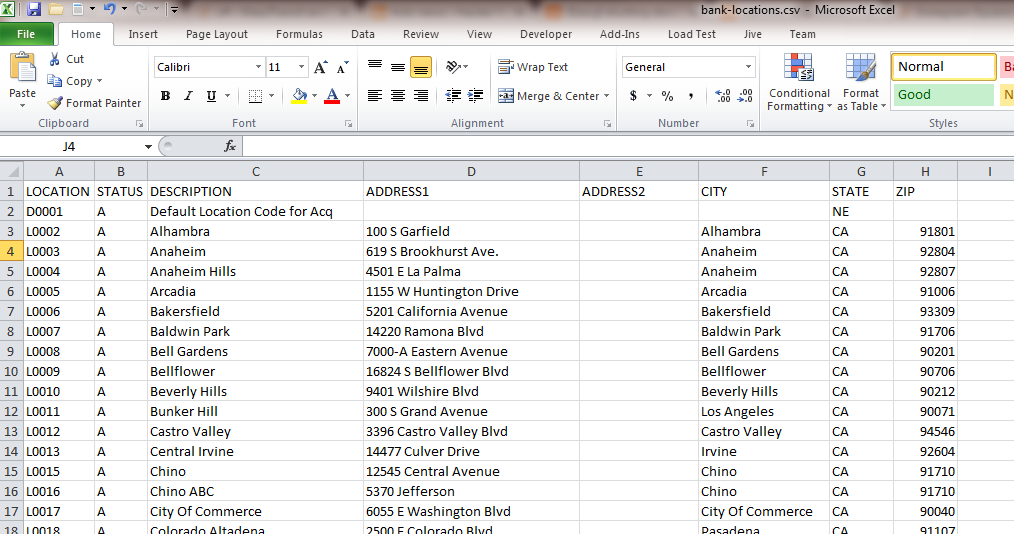 bank-locations.csv - Microsoft Excel
File Home Insert Page Layout Formulas Data Review View Developer Add-Ins Load Test Jive Team
Paste Cut Copy Format Painter Clipboard
Calibri 11 A A B I U A Font
Wrap Text Merge & Center Alignment
General $ % , .00 .0 Number
Conditional Formatting Format as Table Normal Good Styles
J4 fx
A B C D E F G H I
1 LOCATION STATUS DESCRIPTION ADDRESS1 ADDRESS2 CITY STATE ZIP
2 D0001 A Default Location Code for Acq NE
3 L0002 A Alhambra 100 S Garfield Alhambra CA 91801
4 L0003 A Anaheim 619 S Brookhurst Ave. Anaheim CA 92804
5 L0004 A Anaheim Hills 4501 E La Palma Anaheim CA 92807
6 L0005 A Arcadia 1155 W Huntington Drive Arcadia CA 91006
7 L0006 A Bakersfield 5201 California Avenue Bakersfield CA 93309
8 L0007 A Baldwin Park 14220 Ramona Blvd Baldwin Park CA 91706
9 L0008 A Bell Gardens 7000-A Eastern Avenue Bell Gardens CA 90201
10 L0009 A Bellflower 16824 S Bellflower Blvd Bellflower CA 90706
11 L0010 A Beverly Hills 9401 Wilshire Blvd Beverly Hills CA 90212
12 L0011 A Bunker Hill 300 S Grand Avenue Los Angeles CA 90071
13 L0012 A Castro Valley 3396 Castro Valley Blvd Castro Valley CA 94546
14 L0013 A Central Irvine 14477 Culver Drive Irvine CA 92604
15 L0015 A Chino 12545 Central Avenue Chino CA 91710
16 L0016 A Chino ABC 5370 Jefferson Chino CA 91710
17 L0017 A City Of Commerce 6055 E Washington Blvd City Of Commerce CA 90040
18 L0018 A Colorado Altadena 2500 E Colorado Blvd Pasadena CA 91107